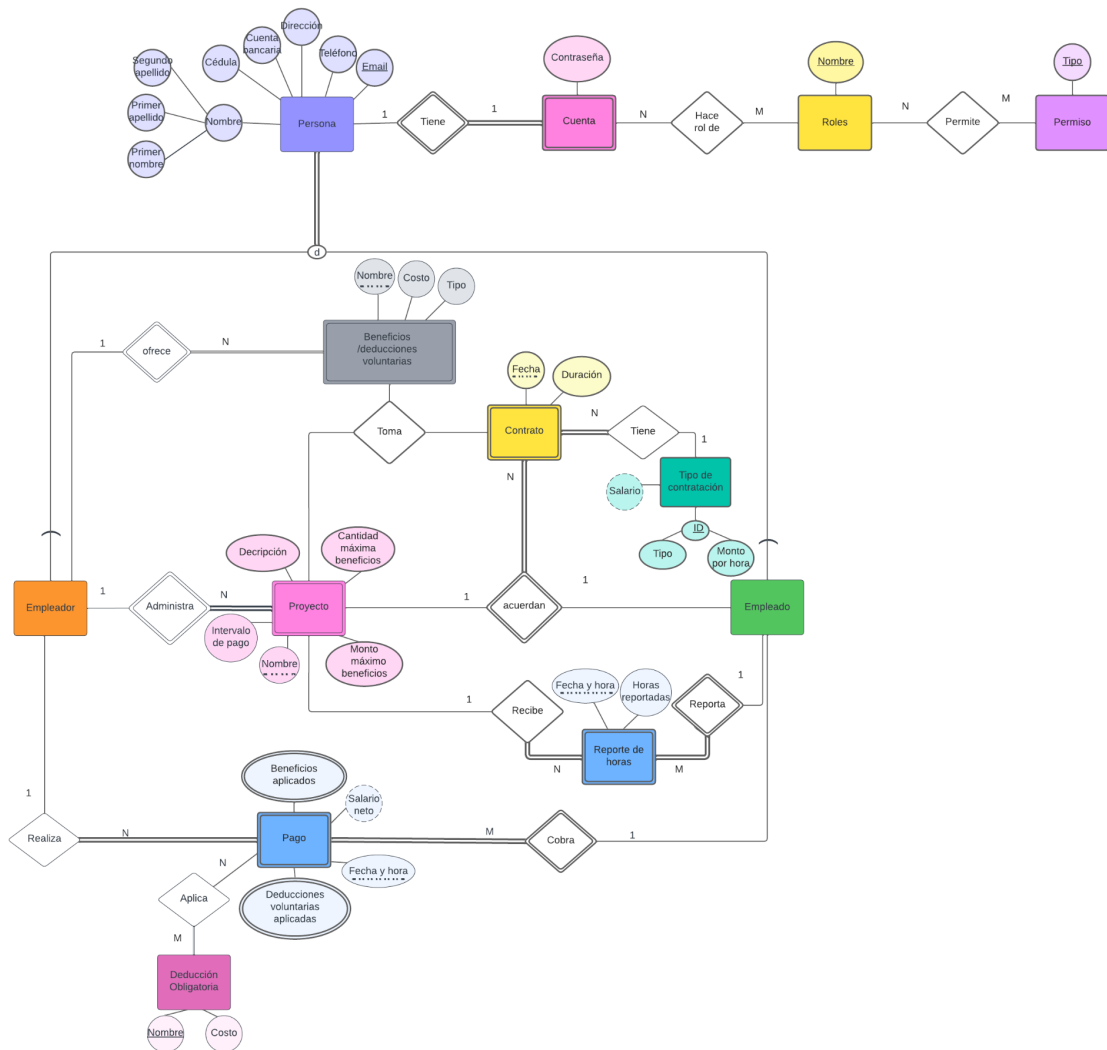 Dirección
Cuenta
bancaria
Teléfono
Segundo
apellido
Cédula
Email
Primer
apellido
Nombre
Persona
1
Tiene
1
Primer
nombre
Contraseña
Cuenta
N
Hace
rol de
M
Nombre
Roles
N
Permite
M
Tipo
Permiso
d
Nombre
Costo
Tipo
1
ofrece
N
Beneficios
/deducciones
voluntarias
Fecha
Duración
Toma
Contrato
N
Tiene
1
N
Tipo de
contratación
Salario
ID
Tipo
Monto
por hora
Decripción
Cantidad
máxima
beneficios
Empleador
1
Administra
N
Proyecto
1
acuerdan
1
Empleado
Intervalo
de pago
Nombre
Monto
máximo
beneficios
1
Recibe
N
Fecha y hora
Horas
reportadas
Reporte de
horas
M
Reporta
1
1
Realiza
N
Beneficios
aplicados
Salario
neto
Pago
M
Cobra
1
Fecha y hora
Deducciones
voluntarias
aplicadas
N
Aplica
M
Deducción
Obligatoria
Nombre
Costo